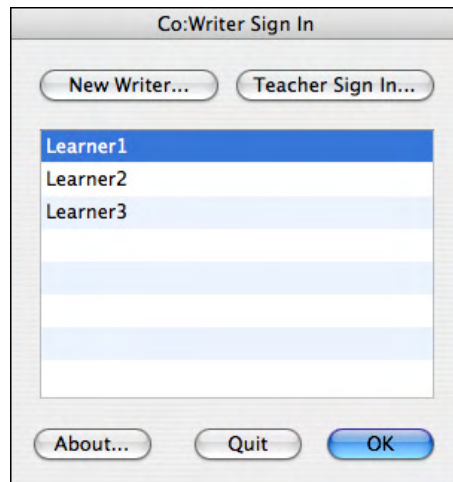 Co:Writer Sign In
New Writer... Teacher Sign In...
Learner1
Learner2
Learner3
About... Quit OK